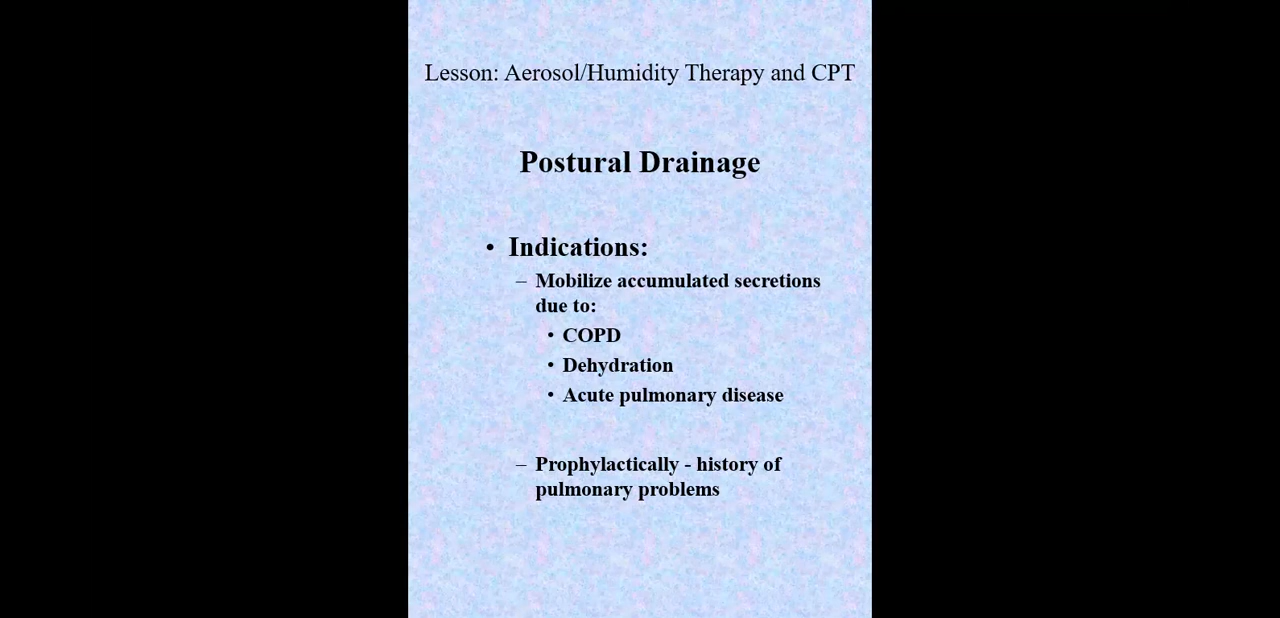 Lesson: Aerosol/Humidity Therapy and CPT
Postural Drainage
• Indications:
– Mobilize accumulated secretions
due to:
• COPD
• Dehydration
• Acute pulmonary disease
– Prophylactically - history of
pulmonary problems